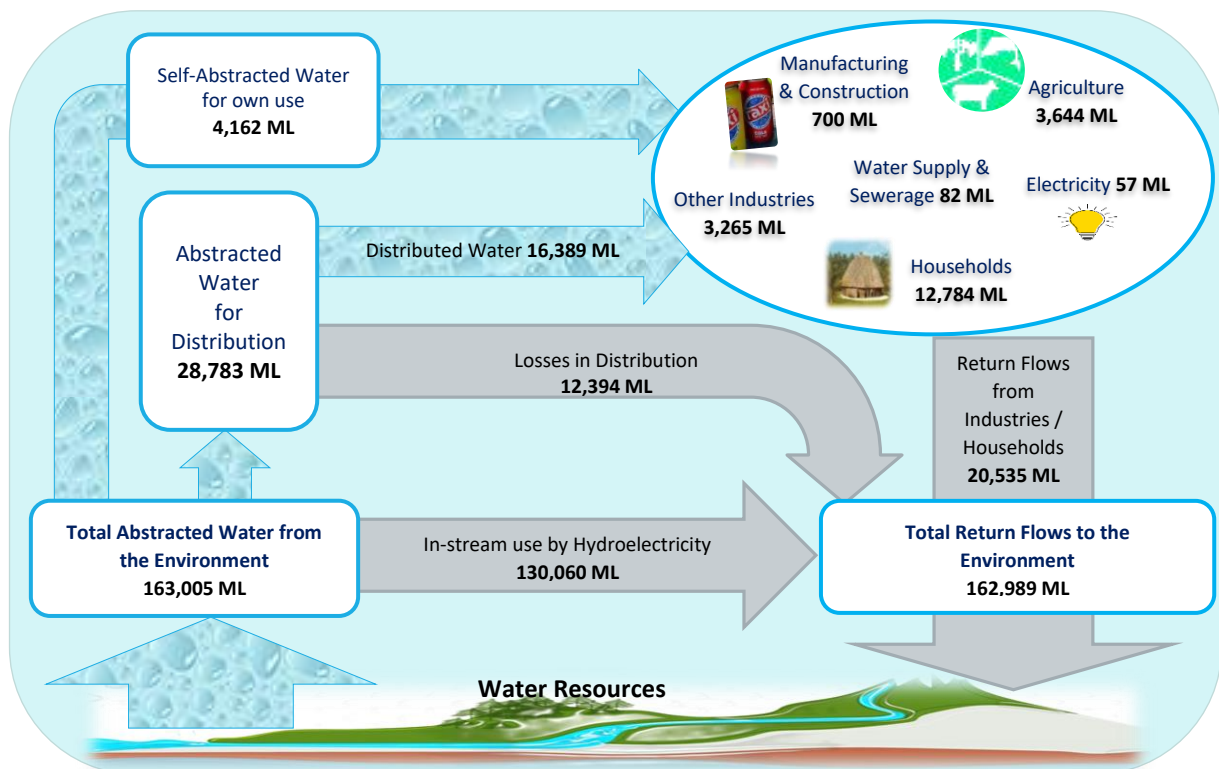 Self-Abstracted Water
for own use
4,162 ML
Manufacturing
& Construction
700 ML
Agriculture
3,644 ML
Water Supply &
Sewerage 82 ML
Electricity 57 ML
Other Industries
3,265 ML
Households
12,784 ML
Abstracted
Water
for
Distribution
28,783 ML
Distributed Water 16,389 ML
Losses in Distribution
12,394 ML
Return Flows
from
Industries /
Households
20,535 ML
Total Abstracted Water from
the Environment
163,005 ML
In-stream use by Hydroelectricity
130,060 ML
Total Return Flows to the
Environment
162,989 ML
Water Resources